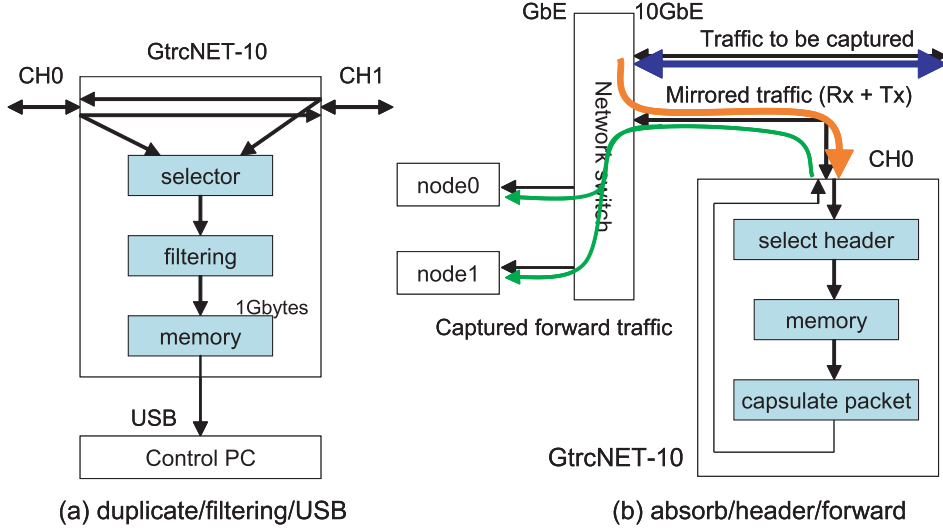 GtrcNET-10
CH0
CH1
selector
filtering
1Gbytes
memory
USB
Control PC
(a) duplicate/filtering/USB
GbE
10GbE
Traffic to be captured
Mirrored traffic (Rx + Tx)
Network switch
CH0
node0
node1
select header
memory
capsulate packet
Captured forward traffic
GtrcNET-10
(b) absorb/header/forward